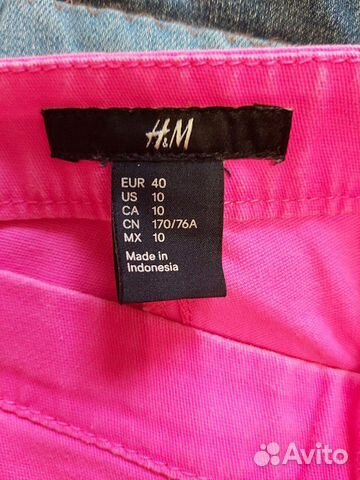 H&M
EUR 40
US 10
CA 10
CN 170/76A
MX 10
Made in
Indonesia
Avito